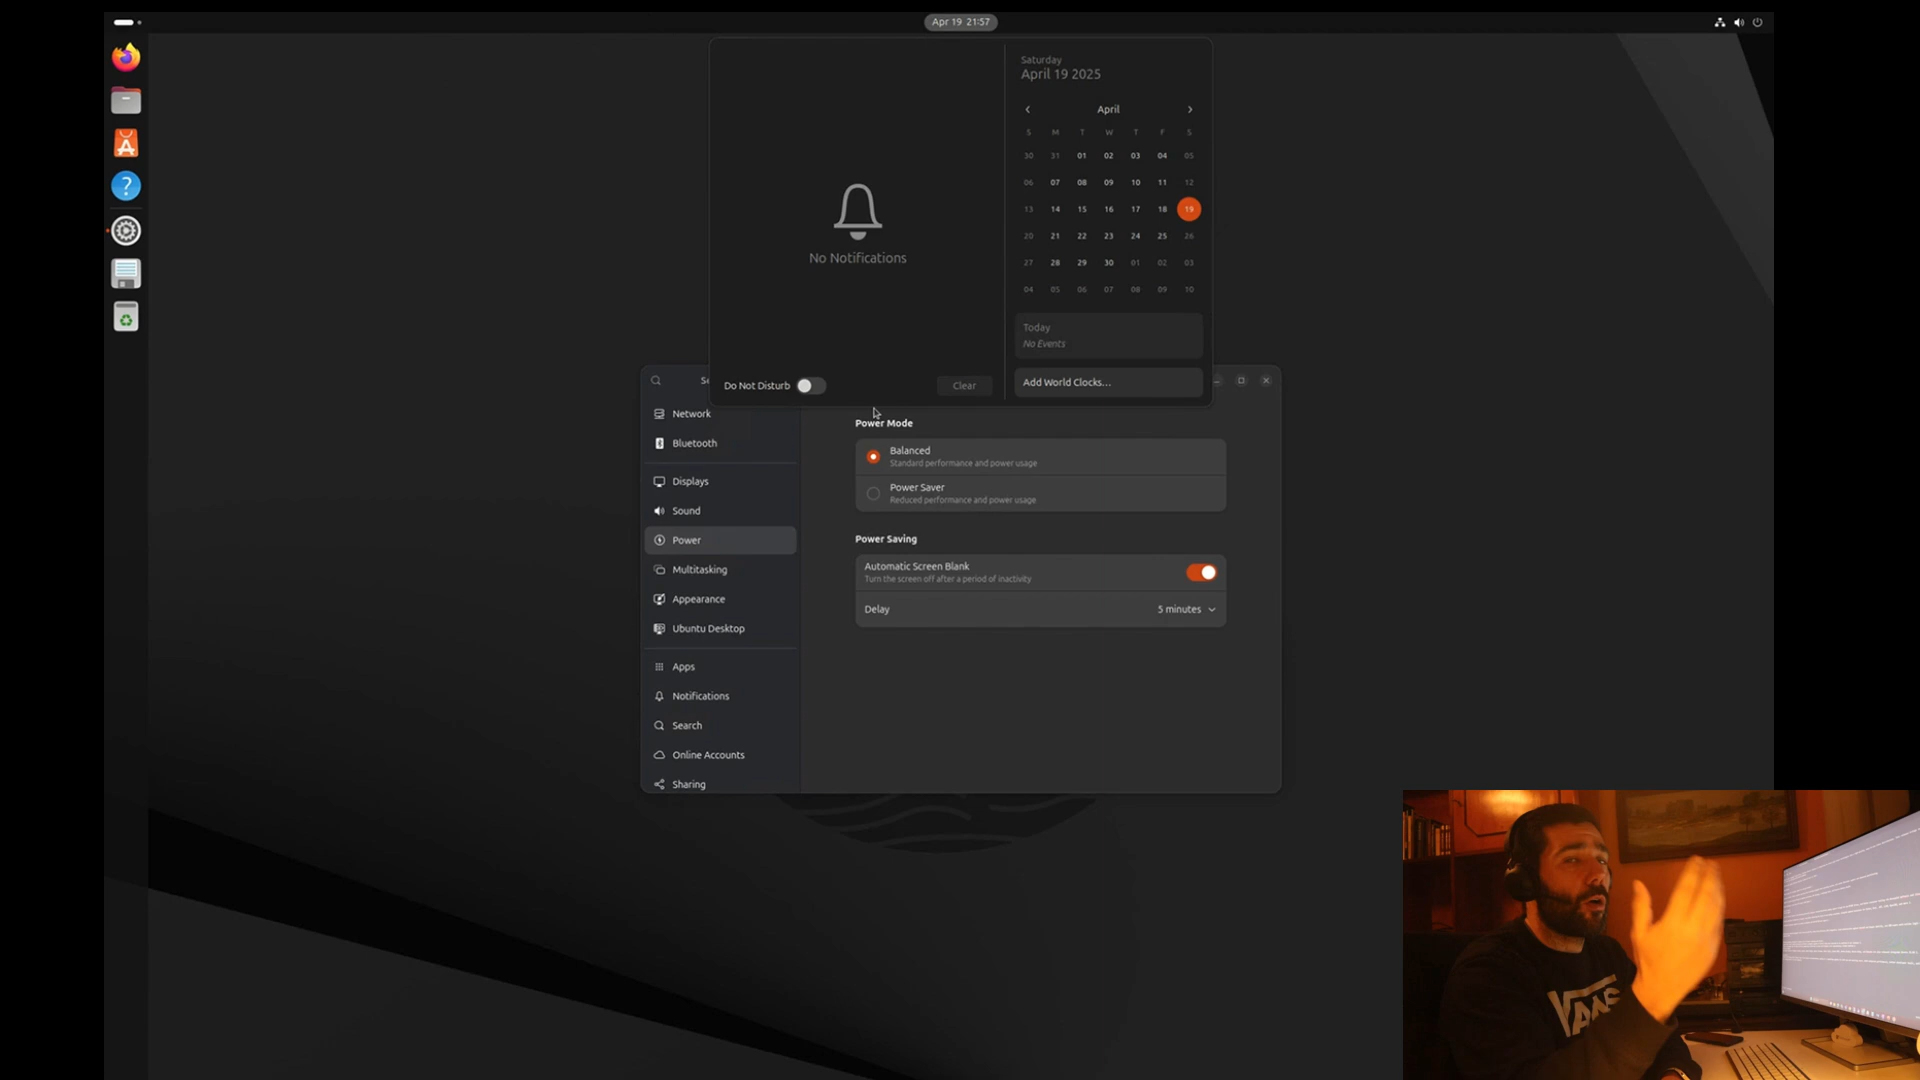 Apr 19 21:57
Saturday
April 19 2025
April
S M T W T F S
30 31 01 02 03 04 05
06 07 08 09 10 11 12
13 14 15 16 17 18 19
20 21 22 23 24 25 26
27 28 29 30 01 02 03
04 05 06 07 08 09 10
No Notifications
Today
No Events
Do Not Disturb
Clear
Add World Clocks...
Network
Bluetooth
Displays
Sound
Power
Multitasking
Appearance
Ubuntu Desktop
Apps
Notifications
Search
Online Accounts
Sharing
Power Mode
Balanced
Standard performance and power usage
Power Saver
Reduced performance and power usage
Power Saving
Automatic Screen Blank
Turn the screen off after a period of inactivity
Delay
5 minutes
VANS